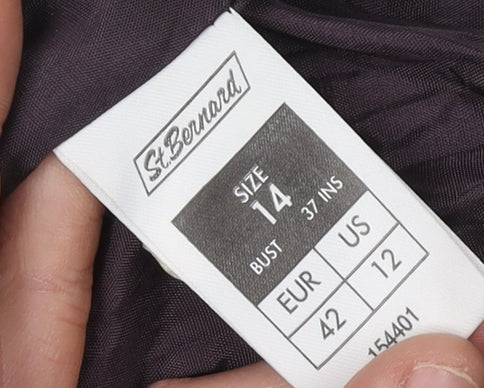 St.Bernard
SIZE
14
BUST 37 INS
EUR US
42 12
154401